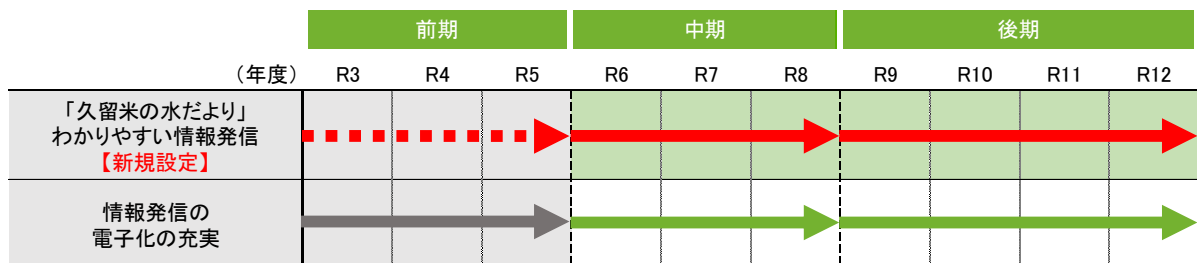 前期 中期 後期
（年度） R3 R4 R5 R6 R7 R8 R9 R10 R11 R12
「久留米の水だより」
わかりやすい情報発信
【新規設定】
情報発信の
電子化の充実